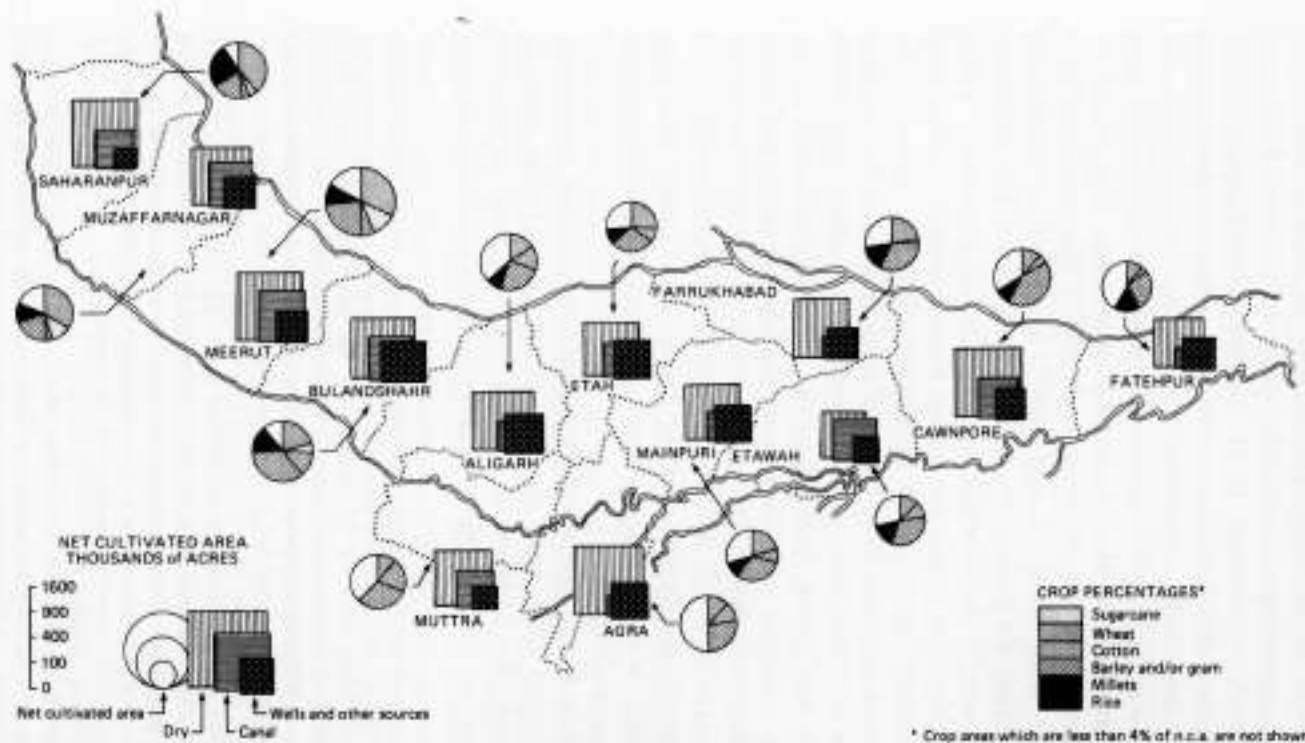 SAHARANPUR
MUZAFFARNAGAR
MEERUT
BULANDSHAHR
ALIGARH
ETAH
FARRUKHABAD
MAINPURI
ETAWAH
CAWNPORE
FATEHPUR
MUTTRA
AGRA
NET CULTIVATED AREA
THOUSANDS of ACRES
1600
900
400
100
0
Net cultivated area
Dry
Canal
Wells and other sources
CROP PERCENTAGES*
Sugarcane
Wheat
Cotton
Barley and/or gram
Millets
Rice
* Crop areas which are less than 4% of n.c.a. are not shown